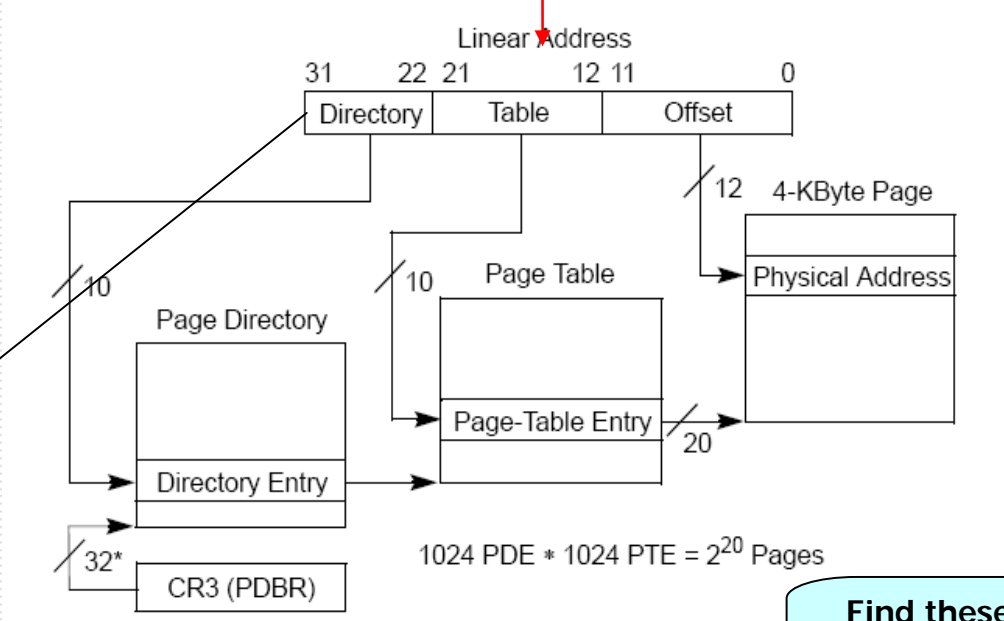 Linear Address
31 22 21 12 11 0
Directory Table Offset
12
4-KByte Page
10
10
Page Table
Physical Address
Page Directory
Page-Table Entry
20
Directory Entry
32*
1024 PDE * 1024 PTE = 2^20 Pages
CR3 (PDBR)
Find these